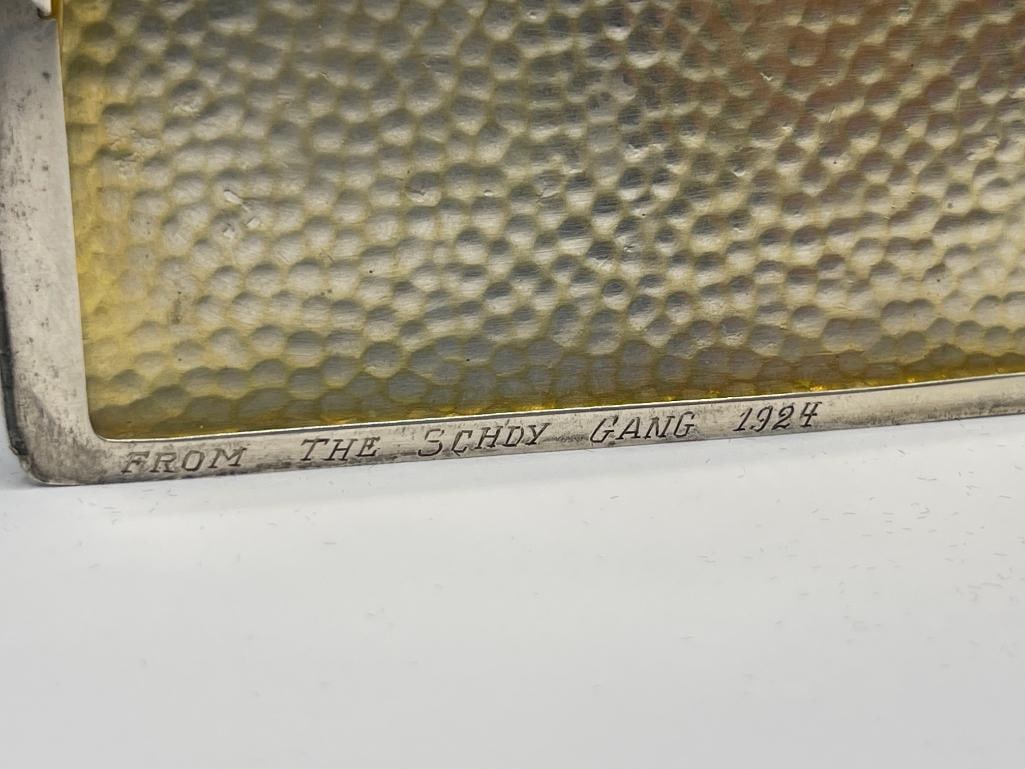 FROM THE SCHDY GANG 1924